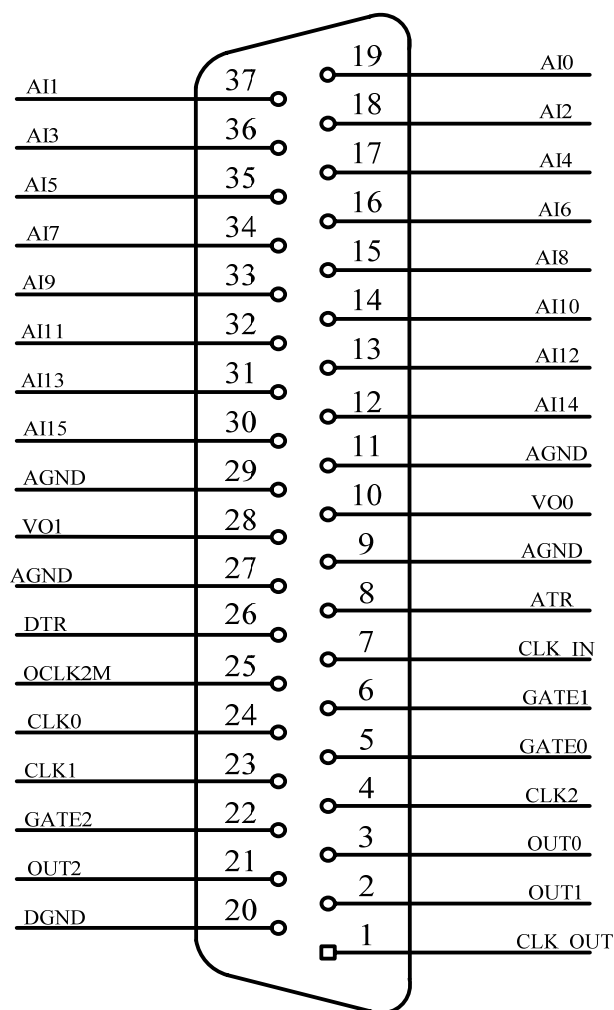 19 AI0
AI1 37
18 AI2
AI3 36
17 AI4
AI5 35
16 AI6
AI7 34
15 AI8
AI9 33
14 AI10
AI11 32
13 AI12
AI13 31
12 AI14
AI15 30
11 AGND
AGND 29
10 VO0
VO1 28
9 AGND
AGND 27
8 ATR
DTR 26
7 CLK_IN
OCLK2M 25
6 GATE1
CLK0 24
5 GATE0
CLK1 23
4 CLK2
GATE2 22
3 OUT0
OUT2 21
2 OUT1
DGND 20
1 CLK_OUT